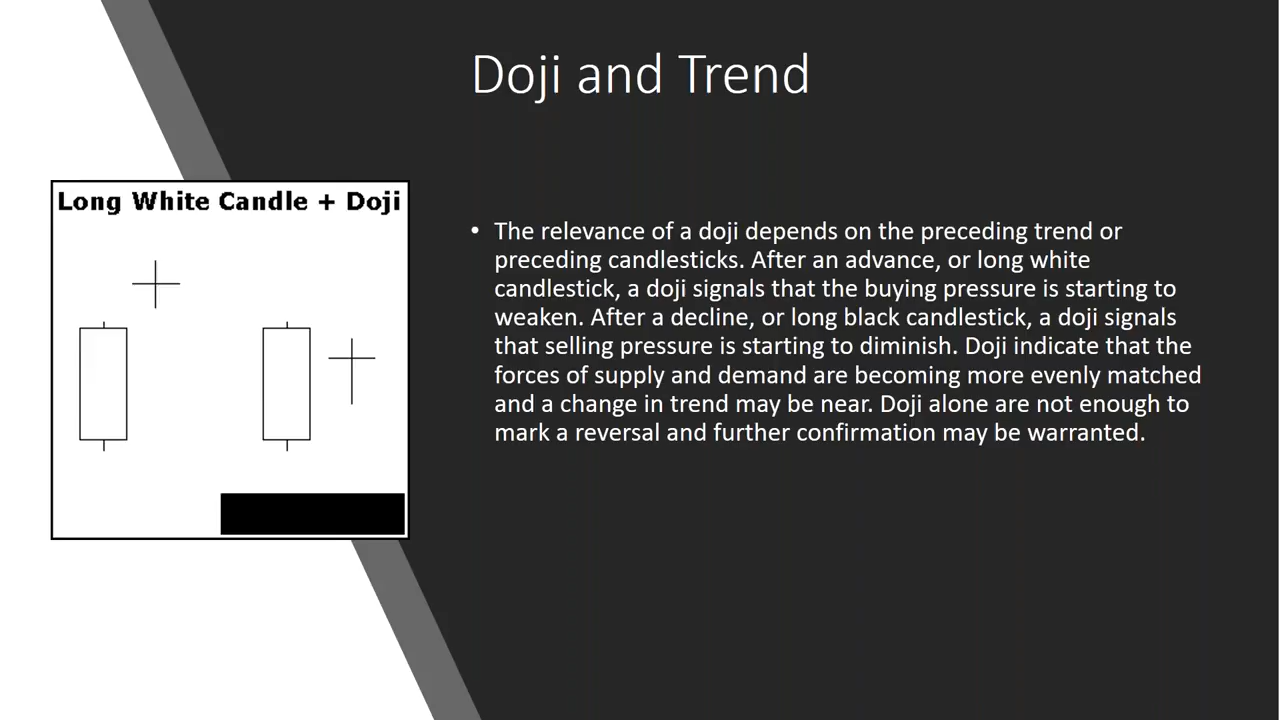 Doji and Trend
Long White Candle + Doji
• The relevance of a doji depends on the preceding trend or
preceding candlesticks. After an advance, or long white
candlestick, a doji signals that the buying pressure is starting to
weaken. After a decline, or long black candlestick, a doji signals
that selling pressure is starting to diminish. Doji indicate that the
forces of supply and demand are becoming more evenly matched
and a change in trend may be near. Doji alone are not enough to
mark a reversal and further confirmation may be warranted.